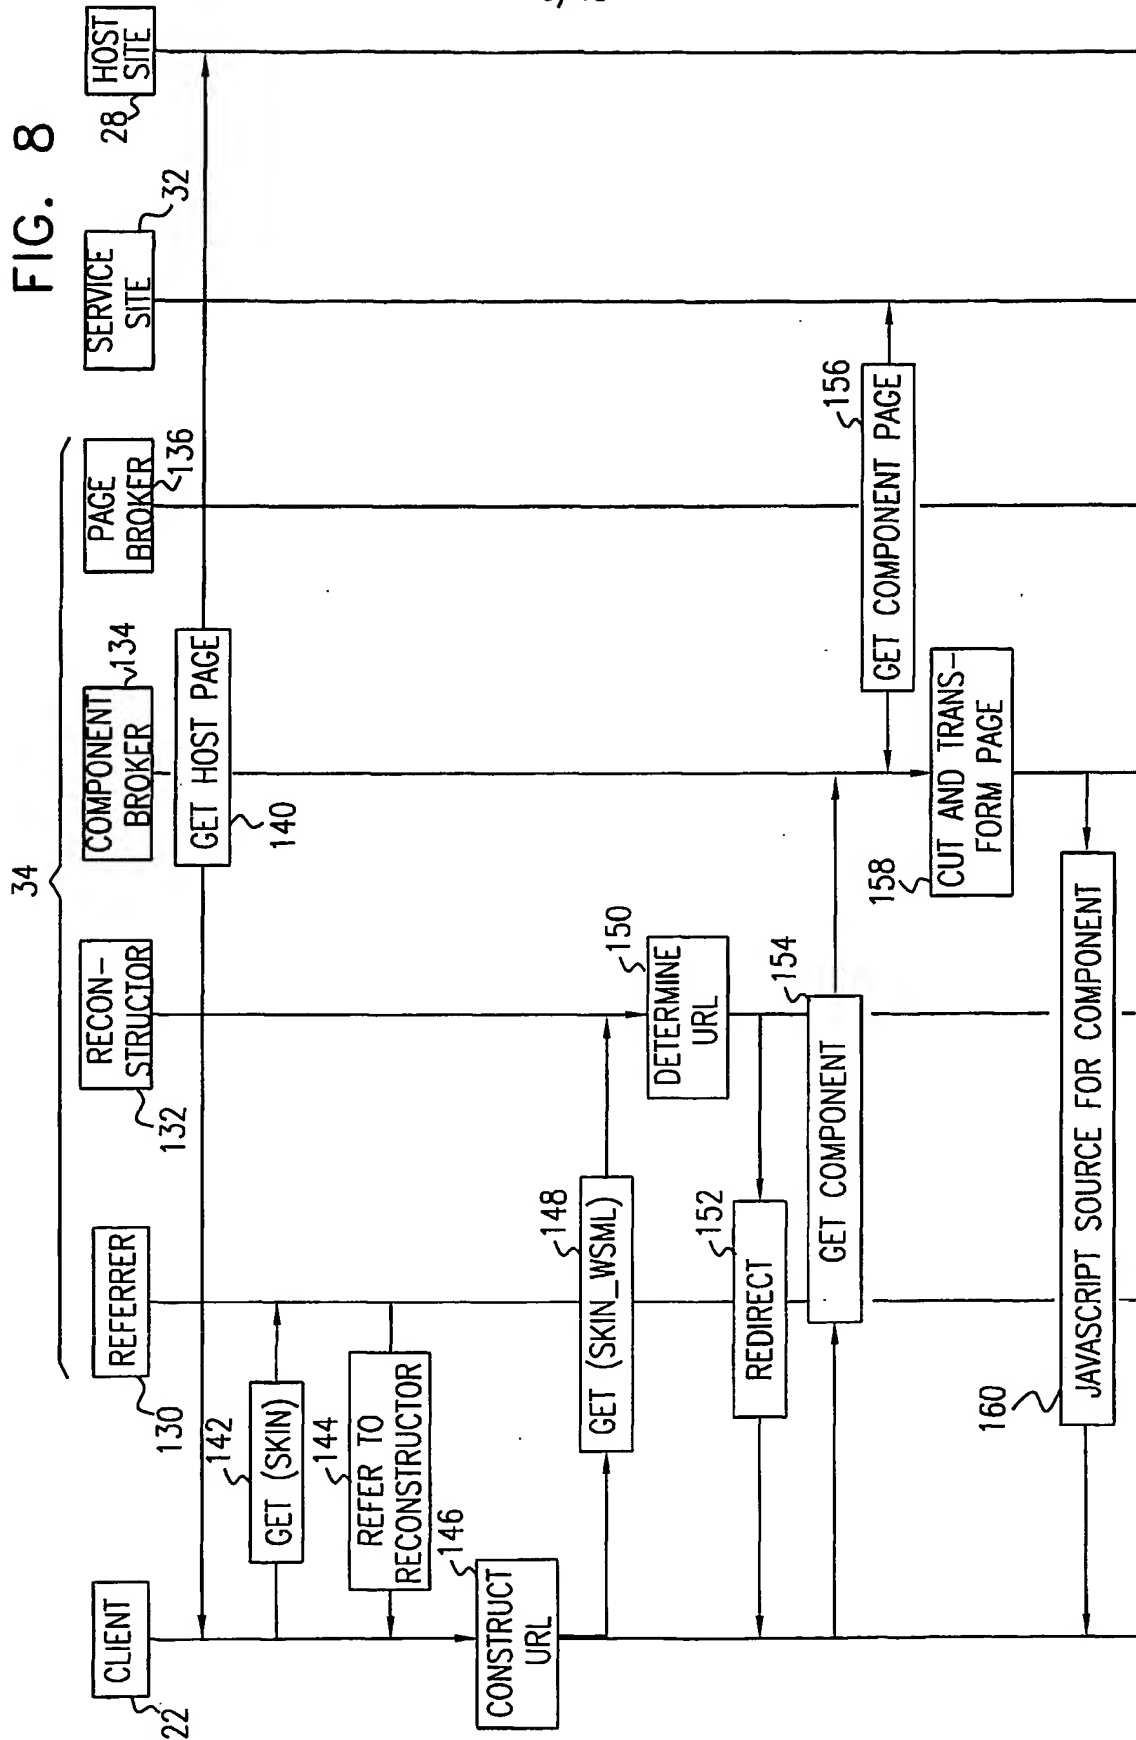 FIG. 8
34
CLIENT
22
REFERRER
130
RECON-
STRUCTOR
132
COMPONENT
BROKER
134
PAGE
BROKER
136
SERVICE
SITE
32
HOST
SITE
28
GET HOST PAGE
140
142
GET (SKIN)
144
REFER TO
RECONSTRUCTOR
146
CONSTRUCT
URL
148
GET (SKIN_WSML)
150
DETERMINE
URL
152
REDIRECT
154
GET COMPONENT
156
GET COMPONENT PAGE
158
CUT AND TRANS-
FORM PAGE
160
JAVASCRIPT SOURCE FOR COMPONENT